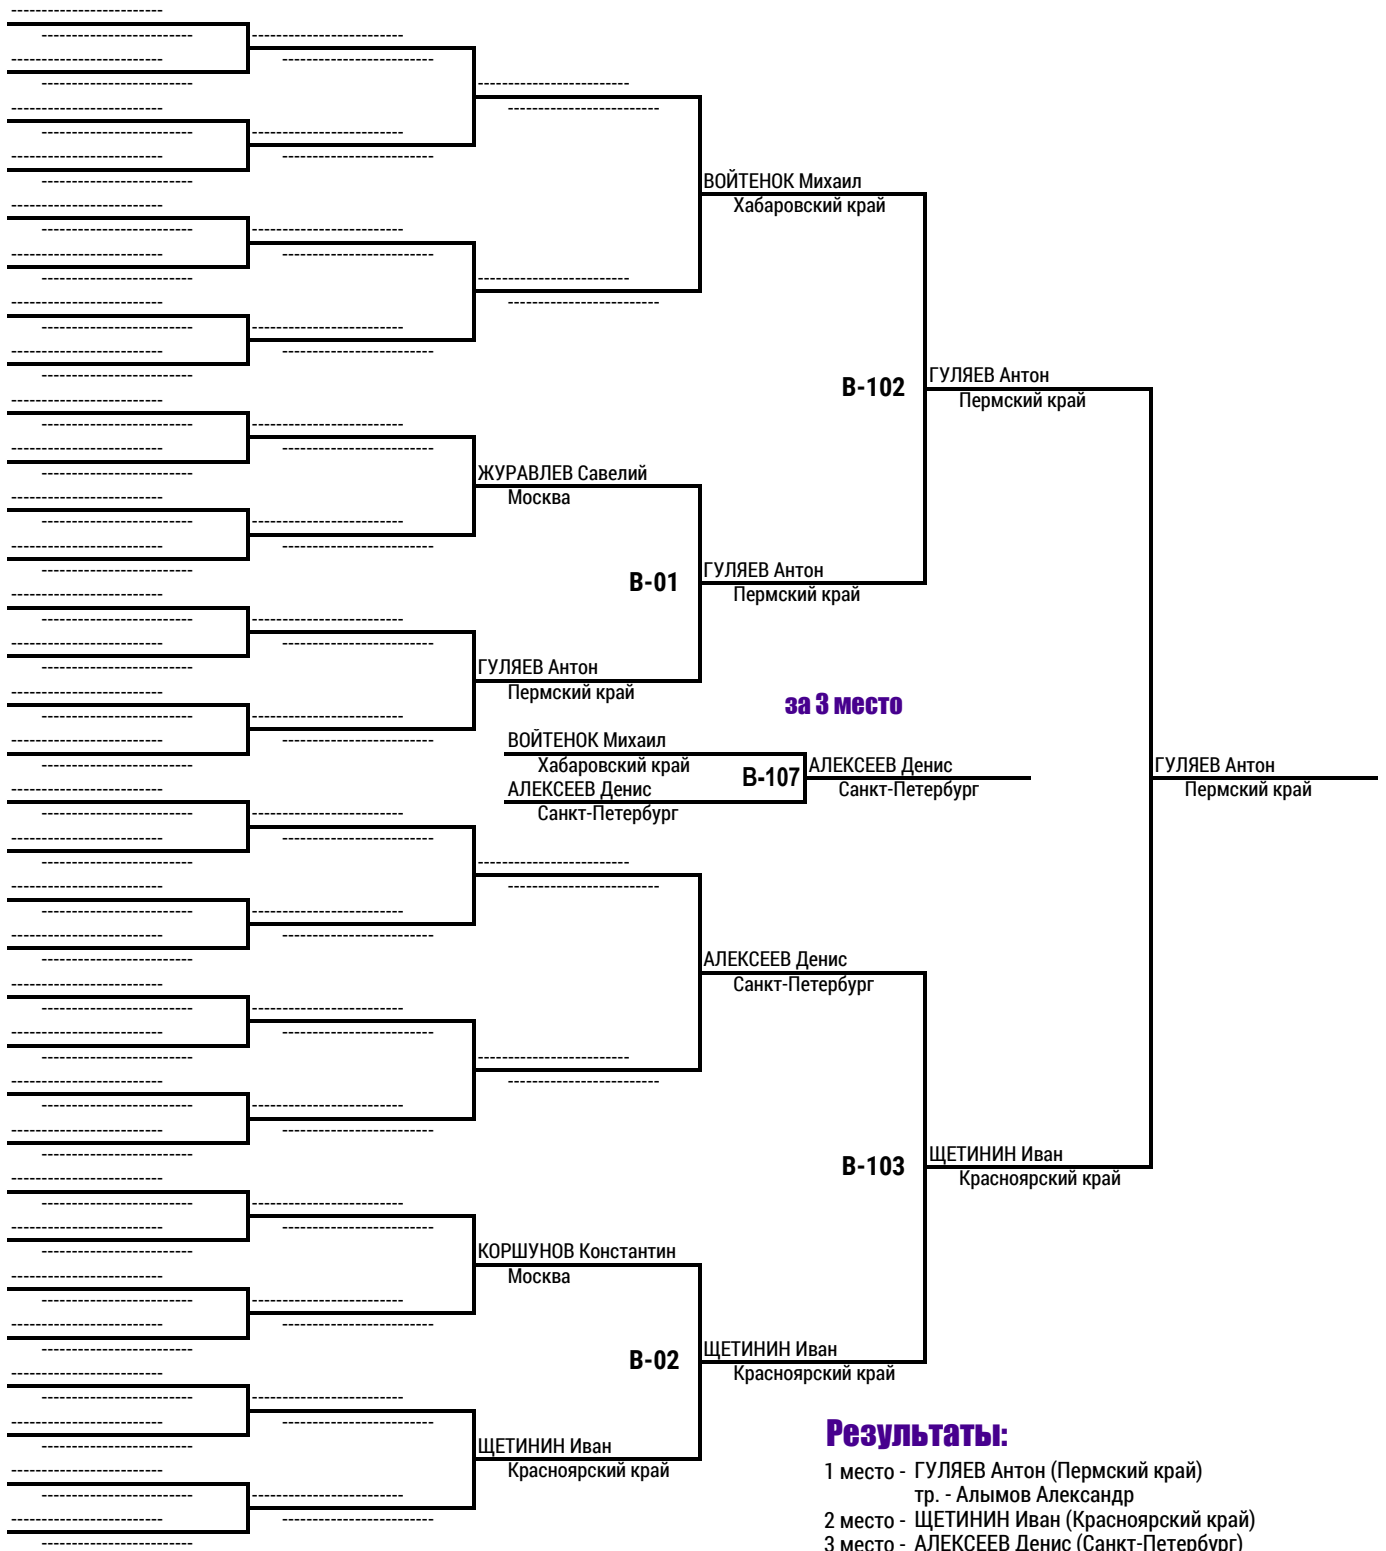 ВОЙТЕНОК Михаил
Хабаровский край
ГУЛЯЕВ Антон
B-102
Пермский край
ЖУРАВЛЕВ Савелий
Москва
ГУЛЯЕВ Антон
B-01
Пермский край
ГУЛЯЕВ Антон
Пермский край
за 3 место
ВОЙТЕНОК Михаил
Хабаровский край
B-107
АЛЕКСЕЕВ Денис
Санкт-Петербург
АЛЕКСЕЕВ Денис
Санкт-Петербург
ГУЛЯЕВ Антон
Пермский край
АЛЕКСЕЕВ Денис
Санкт-Петербург
B-103
ЩЕТИНИН Иван
Красноярский край
КОРШУНОВ Константин
Москва
B-02
ЩЕТИНИН Иван
Красноярский край
ЩЕТИНИН Иван
Красноярский край
Результаты:
1 место - ГУЛЯЕВ Антон (Пермский край)
тр. - Алымов Александр
2 место - ЩЕТИНИН Иван (Красноярский край)
3 место - АЛЕКСЕЕВ Денис (Санкт-Петербург)